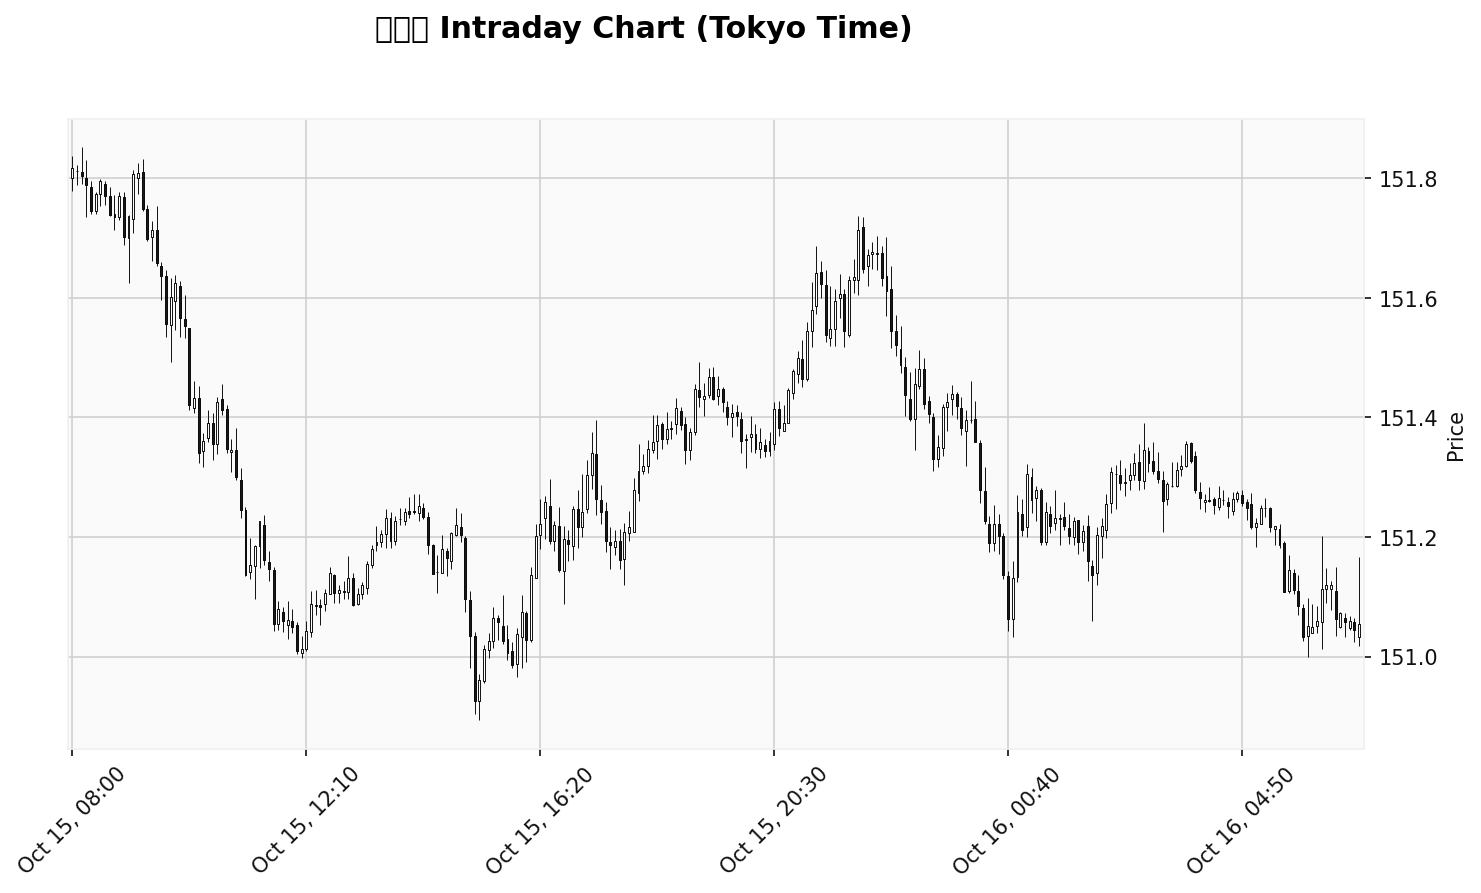 Intraday Chart (Tokyo Time)
151.8
151.6
151.4
151.2
151.0
Price
Oct 15, 08:00
Oct 15, 12:10
Oct 15, 16:20
Oct 15, 20:30
Oct 16, 00:40
Oct 16, 04:50